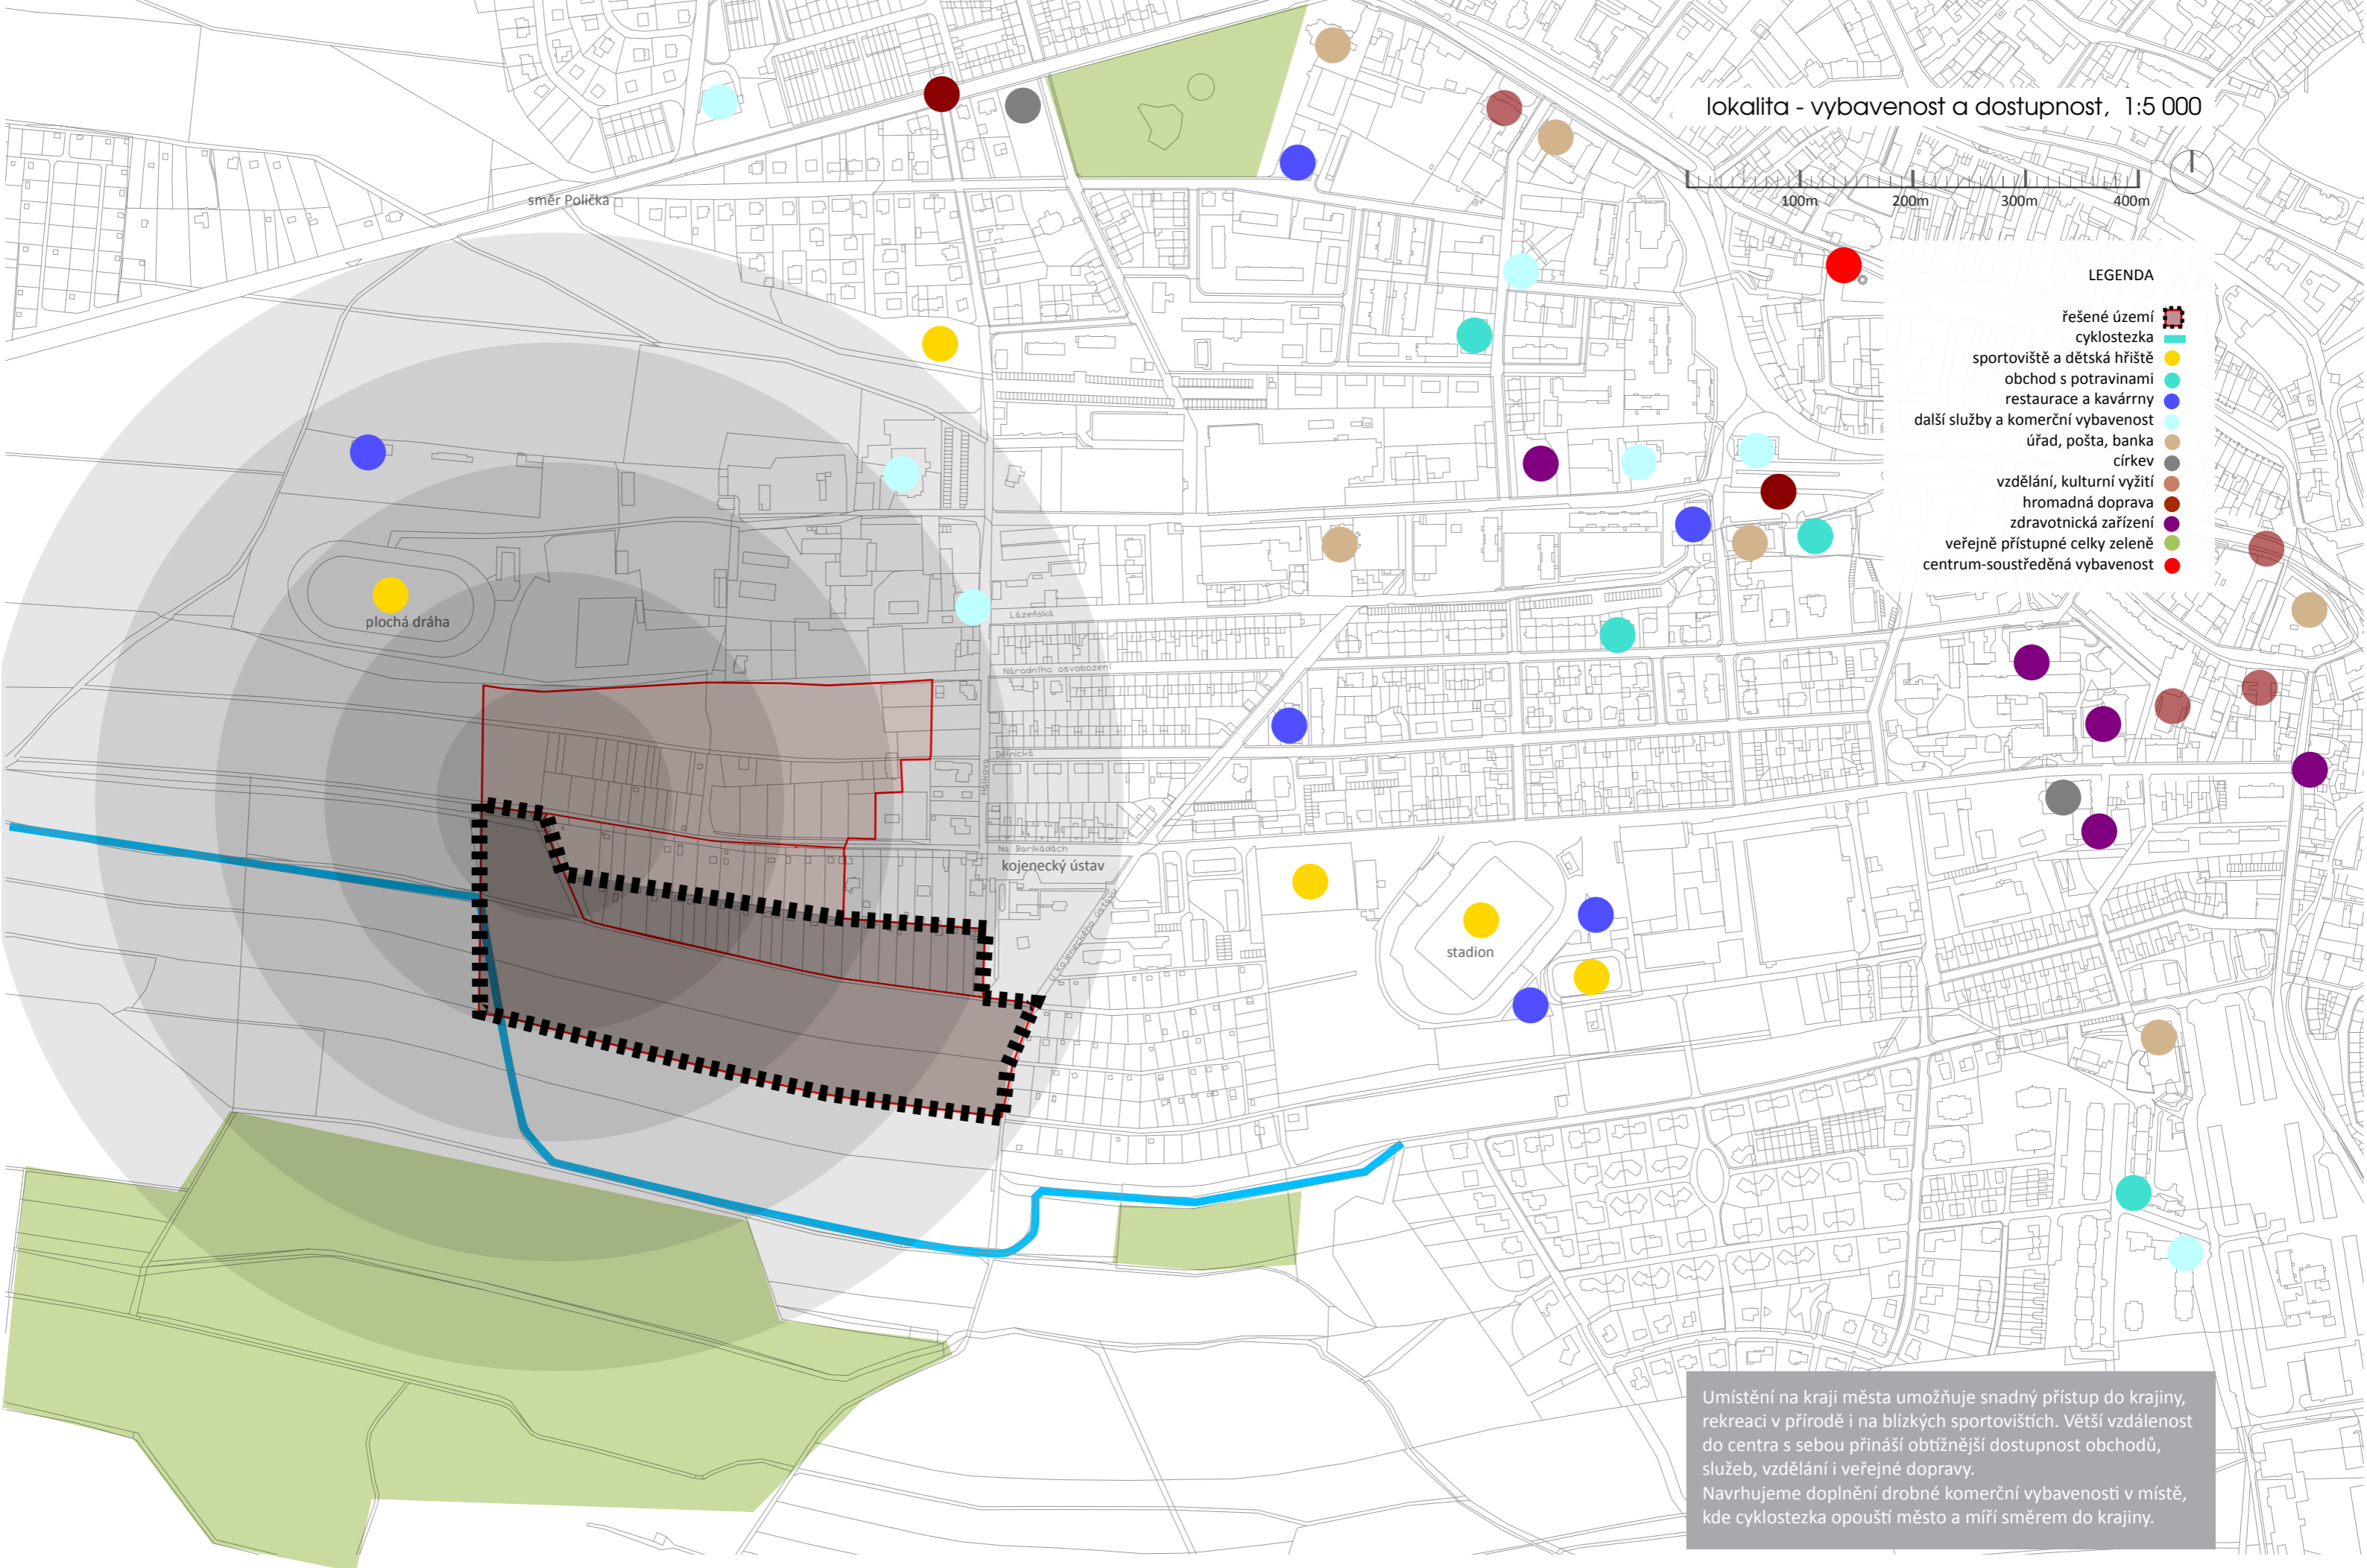 lokalita - vybavenost a dostupnost, 1:5 000
100m
200m
300m
400m
směr Polička
LEGENDA
řešené území
cyklostezka
sportoviště a dětská hřiště
obchod s potravinami
restaurace a kavárrny
další služby a komerční vybavenost
úřad, pošta, banka
církev
vzdělání, kulturní vyžití
hromadná doprava
zdravotnická zařízení
veřejně přístupné celky zeleně
centrum-soustředěná vybavenost
plochá dráha
Lázeňská
Národního osvobození
Dělnická
Hálkova
Na Barikádách
kojenecký ústav
U Kojeneckého ústavu
stadion
Umístění na kraji města umožňuje snadný přístup do krajiny,
rekreaci v přírodě i na blízkých sportovištích. Větší vzdálenost
do centra s sebou přináší obtížnější dostupnost obchodů,
služeb, vzdělání i veřejné dopravy.
Navrhujeme doplnění drobné komerční vybavenosti v místě,
kde cyklostezka opouští město a míří směrem do krajiny.